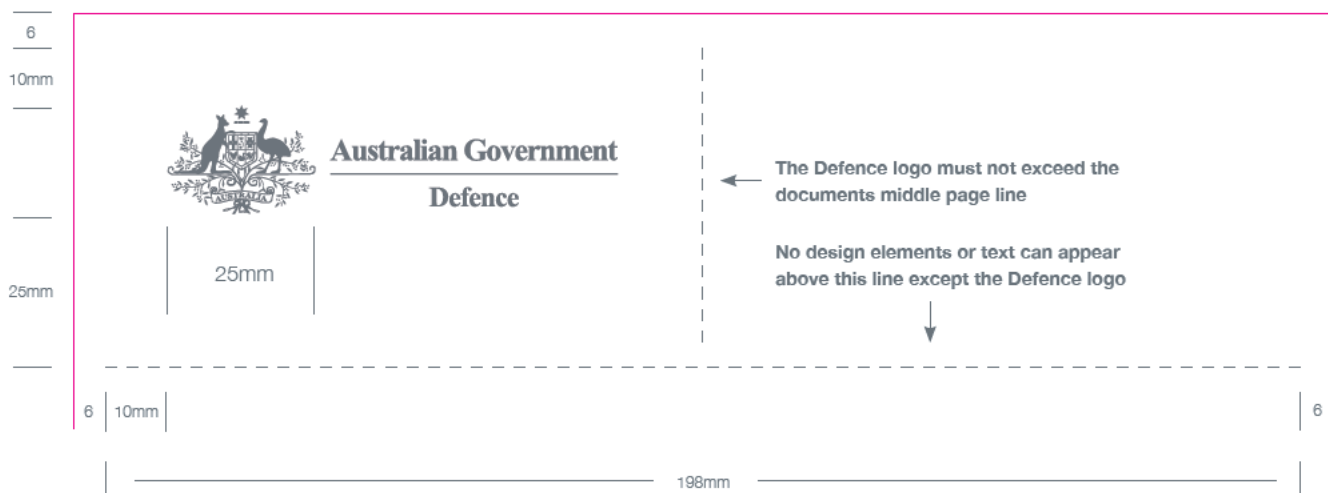 6
10mm
AUSTRALIA
Australian Government
Defence
The Defence logo must not exceed the
documents middle page line
No design elements or text can appear
above this line except the Defence logo
25mm
25mm
6
10mm
6
198mm